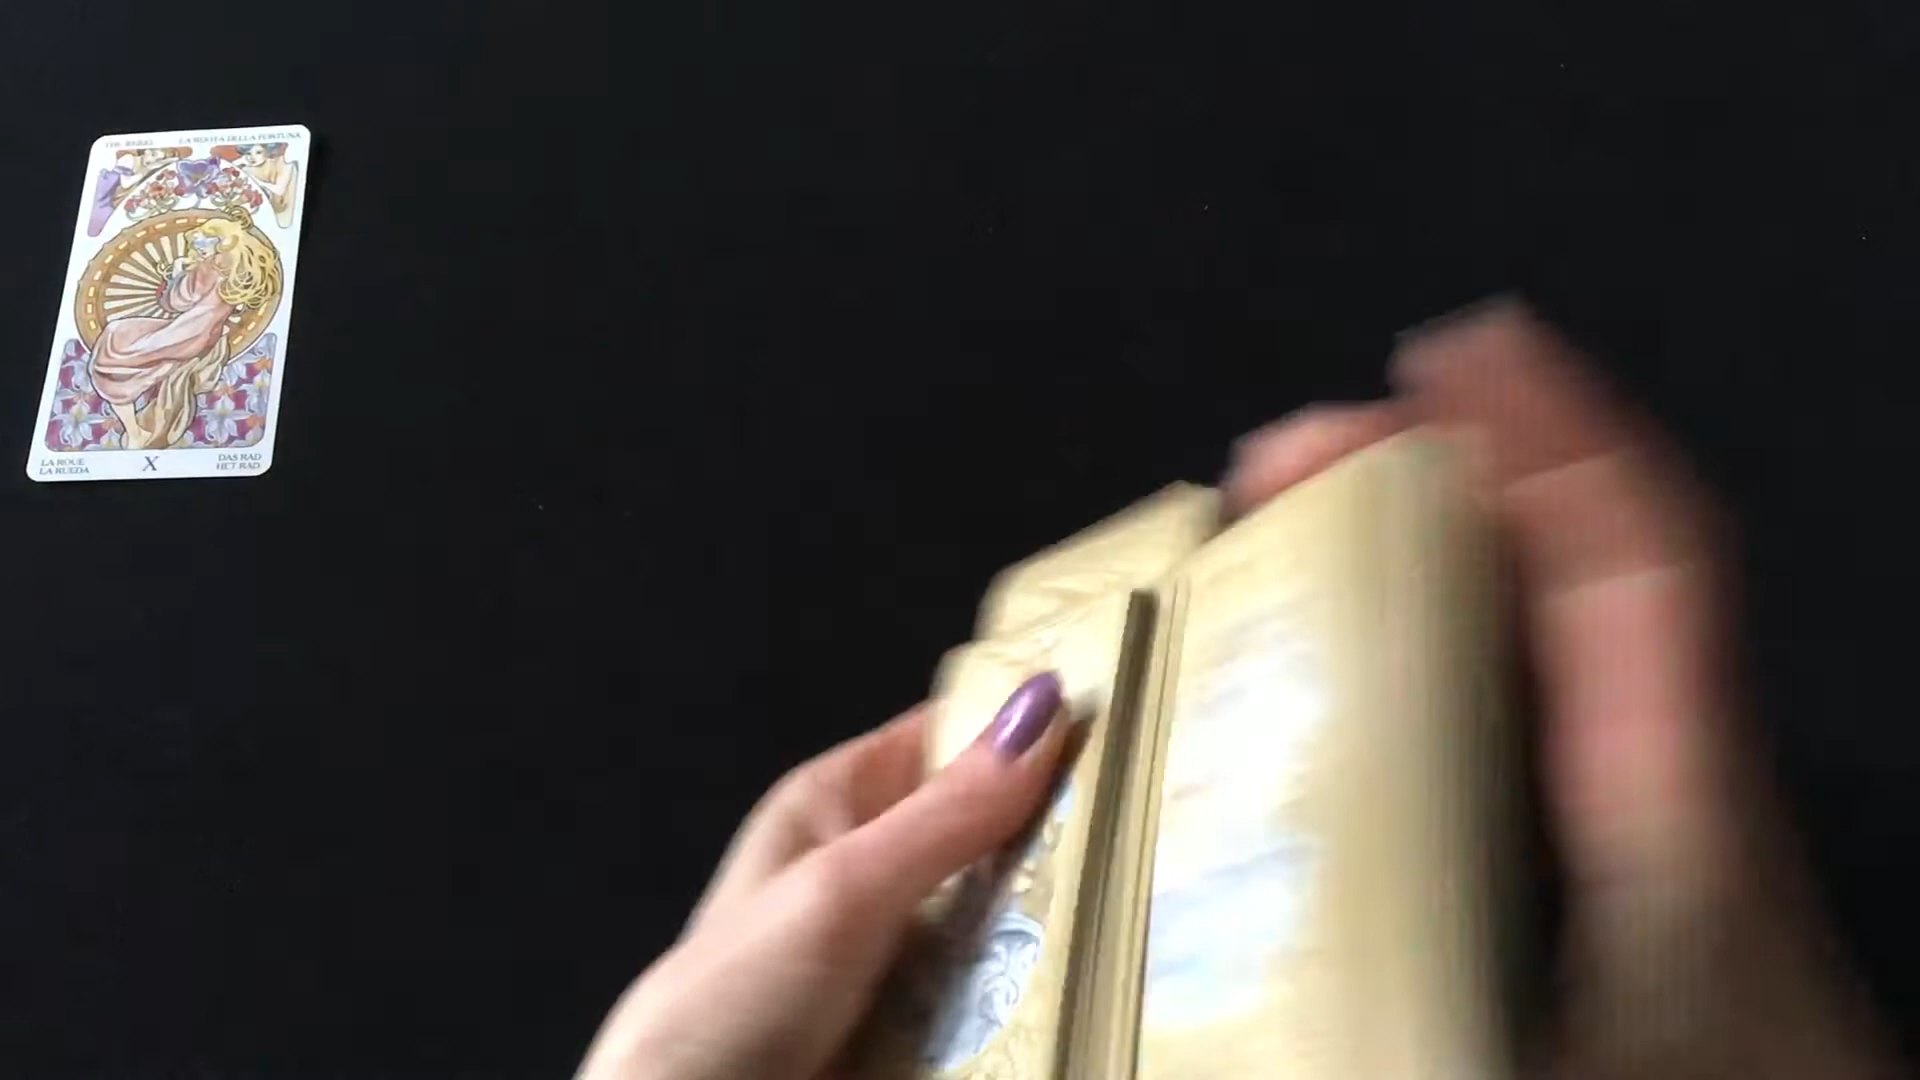 THE WHEEL LA RUOTA DELLA FORTUNA
LA ROUE
LA RUEDA
X
DAS RAD
HET RAD